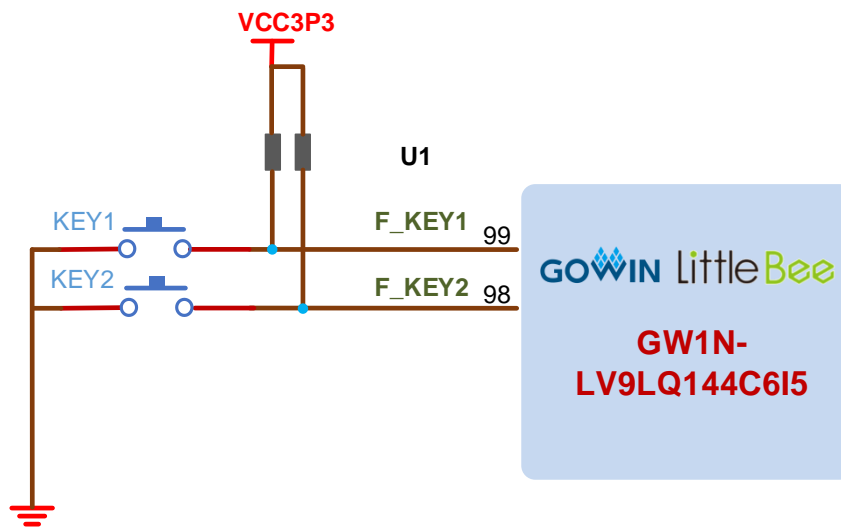 VCC3P3
U1
KEY1
F_KEY1
99
KEY2
F_KEY2
98
GOWIN LittleBee
GW1N-
LV9LQ144C6I5